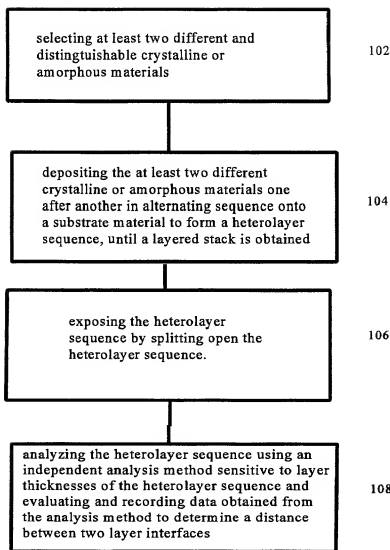 selecting at least two different and
distingtuishable crystalline or
amorphous materials
102
depositing the at least two different
crystalline or amorphous materials one
after another in alternating sequence onto
a substrate material to form a heterolayer
sequence, until a layered stack is obtained
104
exposing the heterolayer
sequence by splitting open the
heterolayer sequence.
106
analyzing the heterolayer sequence using an
independent analysis method sensitive to layer
thicknesses of the heterolayer sequence and
evaluating and recording data obtained from
the analysis method to determine a distance
between two layer interfaces
108